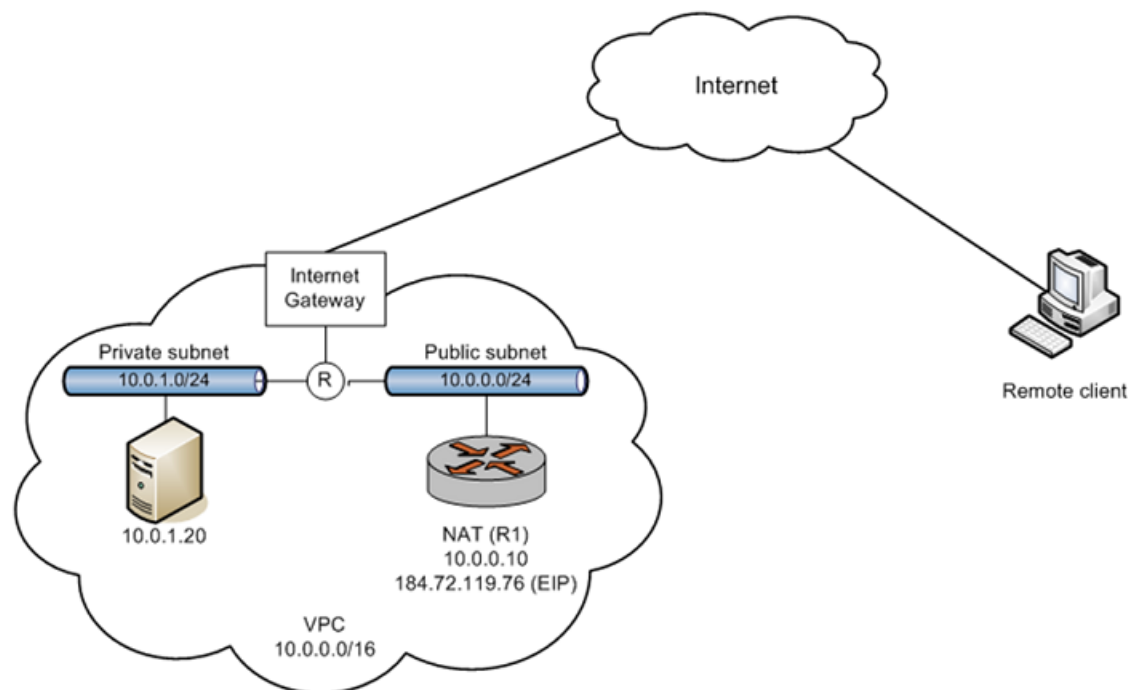 Internet
Internet
Gateway
Private subnet
10.0.1.0/24
R
Public subnet
10.0.0.0/24
Remote client
10.0.1.20
NAT (R1)
10.0.0.10
184.72.119.76 (EIP)
VPC
10.0.0.0/16